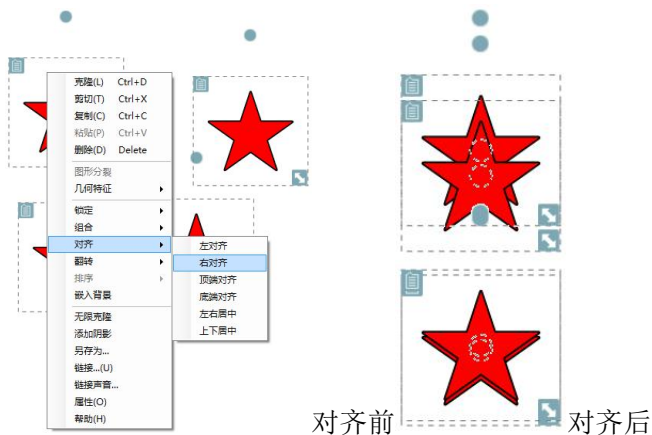 克隆(L) Ctrl+D
剪切(T) Ctrl+X
复制(C) Ctrl+C
粘贴(P) Ctrl+V
删除(D) Delete
图形分裂
几何特征
锁定
组合
对齐
翻转
排序
嵌入背景
无限克隆
添加阴影
另存为...
链接...(U)
链接声音...
属性(O)
帮助(H)
左对齐
右对齐
顶端对齐
底端对齐
左右居中
上下居中
对齐前 对齐后